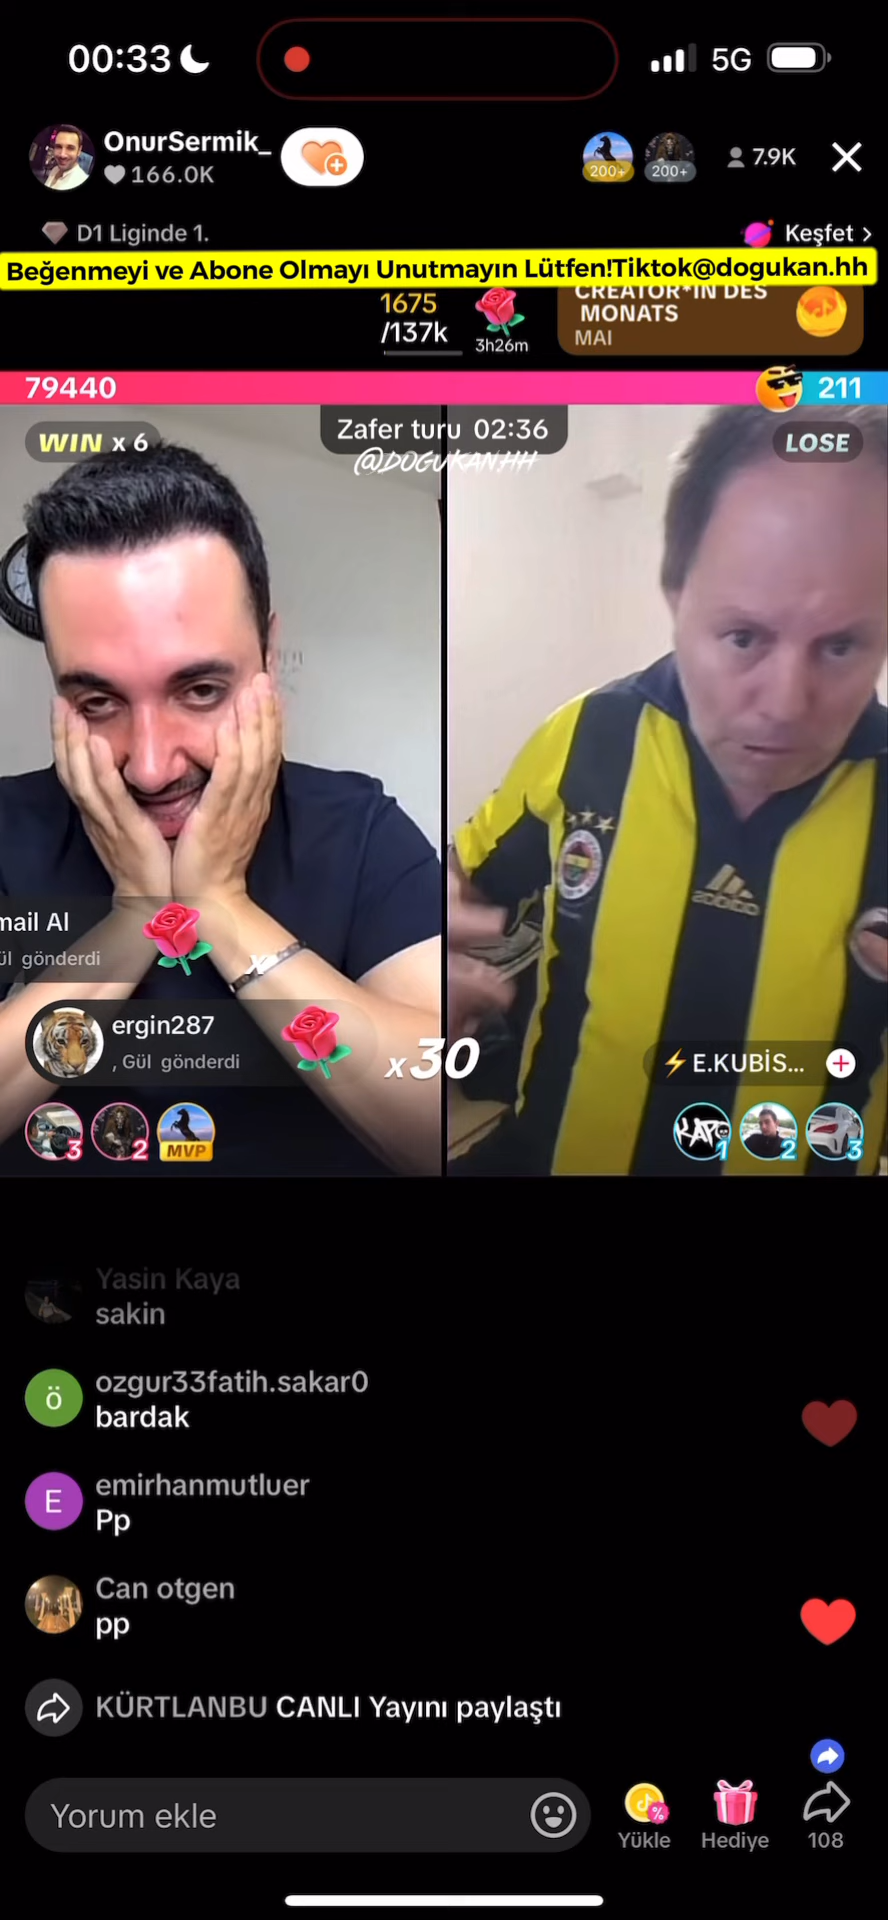 00:33
5G
OnurSermik_
166.0K
200+
200+
7.9K
D1 Liginde 1.
Keşfet >
Beğenmeyi ve Abone Olmayı Unutmayın Lütfen!Tiktok@dogukan.hh
1675
/137k
3h26m
CREATOR*IN DES
MONATS
MAI
79440
211
WIN x 6
Zafer turu 02:36
LOSE
@DOGUKAN.HH
adidas
mail Al
ül gönderdi
x
ergin287
, Gül gönderdi
x30
⚡E.KUBİS...
3
2
MVP
KAPO
1
2
3
Yasin Kaya
sakin
ö
ozgur33fatih.sakar0
bardak
E
emirhanmutluer
Pp
Can otgen
pp
KÜRTLANBU CANLI Yayını paylaştı
Yorum ekle
Yükle
Hediye
108